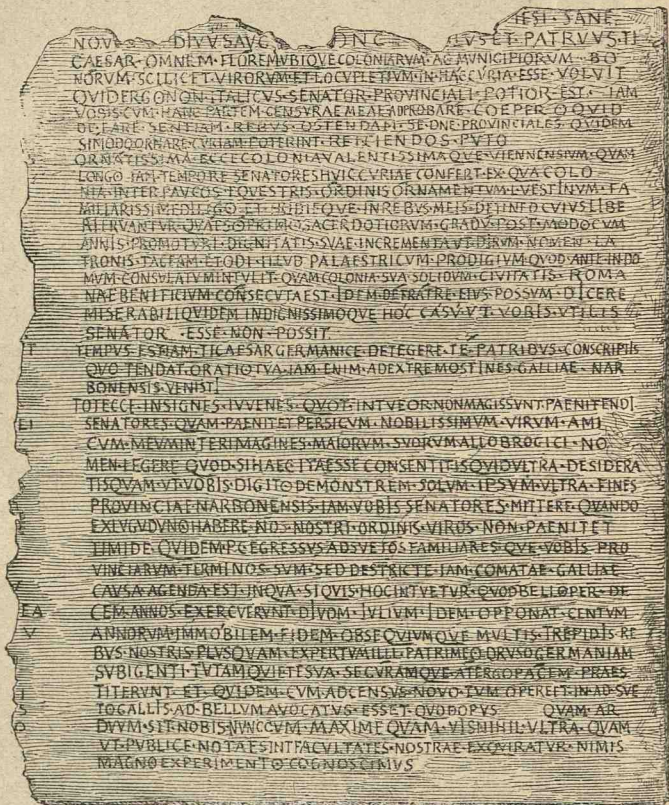 IESI · SANE
NOVO DIVVS AVG ONC LVS ET PATRVVS TI
CAESAR · OMNEM · FLOREM VBIQVE COLONIARVM · AC MVNICIPIORVM · BO
NORVM · SCILICET VIRORVM · ET LOCVPLETIVM · IN · HAC CVRIA · ESSE · VOLVIT
QVID ERGO NON · ITALICVS · SENATOR · PROVINCIALI · POTIOR · EST · IAM
VOBIS CVM HANC PARTEM CENSVRAE MEAE ADPROBARE · COEPERO QVID
DE EA RE · SENTIAM · REBVS · OSTENDAM SED NE PROVINCIALES · QVIDEM
SI MODO ORNARE CVRIAM POTERINT · REICIENDOS · PVTO
ORNATISSIMA · ECCE COLONIA VALENTISSIMAQVE · VIENNENSIVM · QVAM
LONGO · IAM · TEMPORE · SENATORES HVIC CVRIAE CONFERT · EX QVA COLO
NIA · INTER PAVCOS EQVESTRIS · ORDINIS ORNAMENTVM · L · VESTINVM · FA
MILIARISSIME DILIGO · ET · HODIEQVE · IN REBVS MEIS · DETINEO CVIVS LIBE
RI FRVANTVR · QVAESO PRIMO SACERDOTIORVM · GRADV · POST · MODO CVM
ANNIS PROMOTVRI · DIGNITATIS · SVAE · INCREMENTA VT DIRVM · NOMEN · LA
TRONIS · TACEAM ET ODI · ILLVD PALAESTRICVM · PRODIGIVM QVOD ANTE IN DO
MVM CONSVLATVM INTVLIT · QVAM COLONIA · SVA SOLIDVM · CIVITATIS · ROMA
NAE BENIFICIVM CONSECVTA EST · IDEM DE FRATRE EIVS POSSVM · DICERE
MISERABILI QVIDEM INDIGNISSIMOQVE HOC CASV · VT · VOBIS · VTILIS
SENATOR · ESSE · NON · POSSIT
T TEMPVS EST IAM · TI CAESAR GERMANICE · DETEGERE · TE · PATRIBVS · CONSCRIPTIS
QVO TENDAT · ORATIO TVA · IAM ENIM · AD EXTREMOS FINES · GALLIAE · NAR
BONENSIS VENISTI
TOT ECCE · INSIGNES · IVVENES · QVOT · INTVEOR · NON MAGIS SVNT · PAENITENDI
EI SENATORES · QVAM · PAENITET PERSICVM · NOBILISSIMVM · VIRVM · AMI
CVM · MEVM · INTER IMAGINES · MAIORVM · SVORVM ALLOBROGICI · NO
MEN · LEGERE QVOD · SI HAEC ITA ESSE CONSENTITIS QVID VLTRA · DESIDERA
TIS QVAM · VT VOBIS · DIGITO DEMONSTREM · SOLVM · IPSVM · VLTRA · FINES
PROVINCIAE NARBONENSIS · IAM VOBIS SENATORES · MITTERE · QVANDO
EX LVGVDVNO HABERE · NOS · NOSTRI · ORDINIS · VIROS · NON · PAENITET
TIMIDE · QVIDEM P C EGRESSVS AD SVETOS FAMILIARESQVE · VOBIS · PRO
VINCIARVM · TERMINOS · SVM · SED DESTRICTE · IAM · COMATAE · GALLIAE
CAVSA · AGENDA EST · IN QVA · SI QVIS · HOC INTVETVR · QVOD BELLO PER · DE
EA CEM · ANNOS · EXERCVERVNT · DIVOM · IVLIVM · IDEM · OPPONAT · CENTVM
V ANNORVM · IMMOBILEM · FIDEM · OBSEQVIVMQVE · MVLTIS · TREPIDIS · RE
BVS · NOSTRIS · PLVS QVAM · EXPERTVM ILLI · PATRI MEO DRVSO GERMANIAM
SVBIGENTI · TVTAM QVIETE SVA · SECVRAMQVE · A TERGO PACEM · PRAES
TITERVNT · ET · QVIDEM · CVM · AD CENSVS · NOVO · TVM OPERE ET · IN AD SVE
TO GALLIS · AD BELLVM AVOCATVS · ESSET · QVOD OPVS QVAM · AR
DVVM · SIT · NOBIS · NVNC CVM · MAXIME QVAM · VIS NIHIL · VLTRA · QVAM
VT · PVBLICE · NOTAE SINT FACVLTATES · NOSTRAE · EXQVIRATVR · NIMIS
MAGNO EXPERIMENTO COGNOSCIMVS